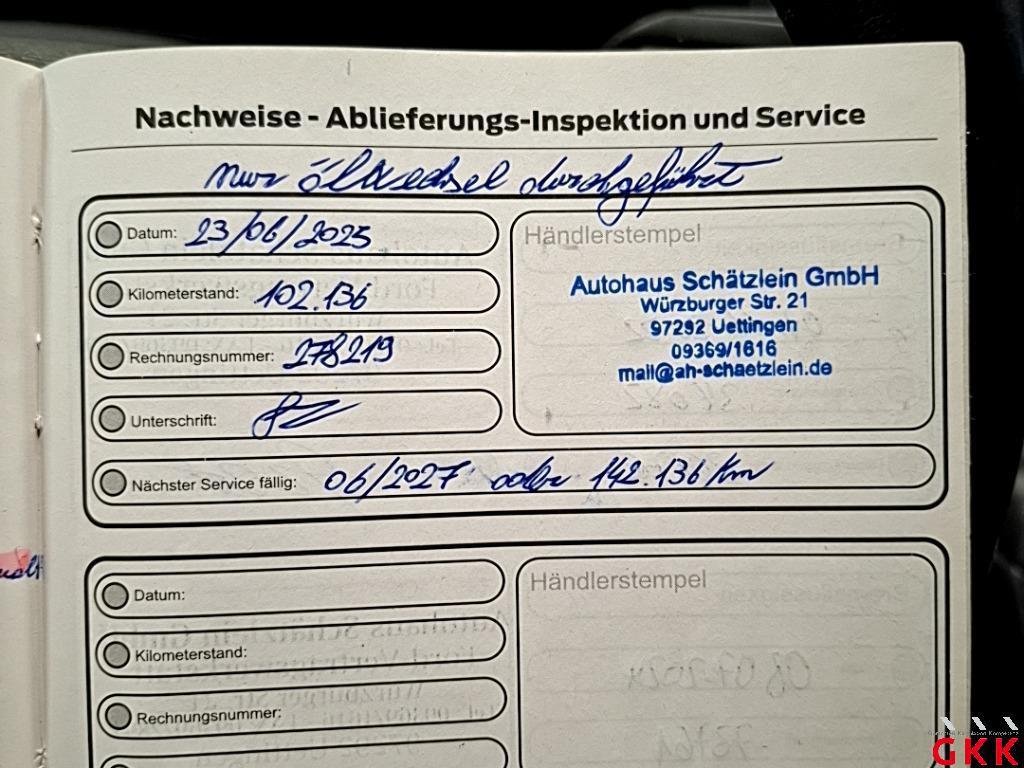 Nachweise - Ablieferungs-Inspektion und Service
nur Ölwechsel durchgeführt
Datum: 23/06/2025
Kilometerstand: 102.136
Rechnungsnummer: 278219
Unterschrift:
Nächster Service fällig: 06/2027 oder 142.136 Km
Händlerstempel
Autohaus Schätzlein GmbH
Würzburger Str. 21
97292 Uettingen
09369/1616
mail@ah-schaetzlein.de
Datum:
Kilometerstand:
Rechnungsnummer:
Händlerstempel
GKK